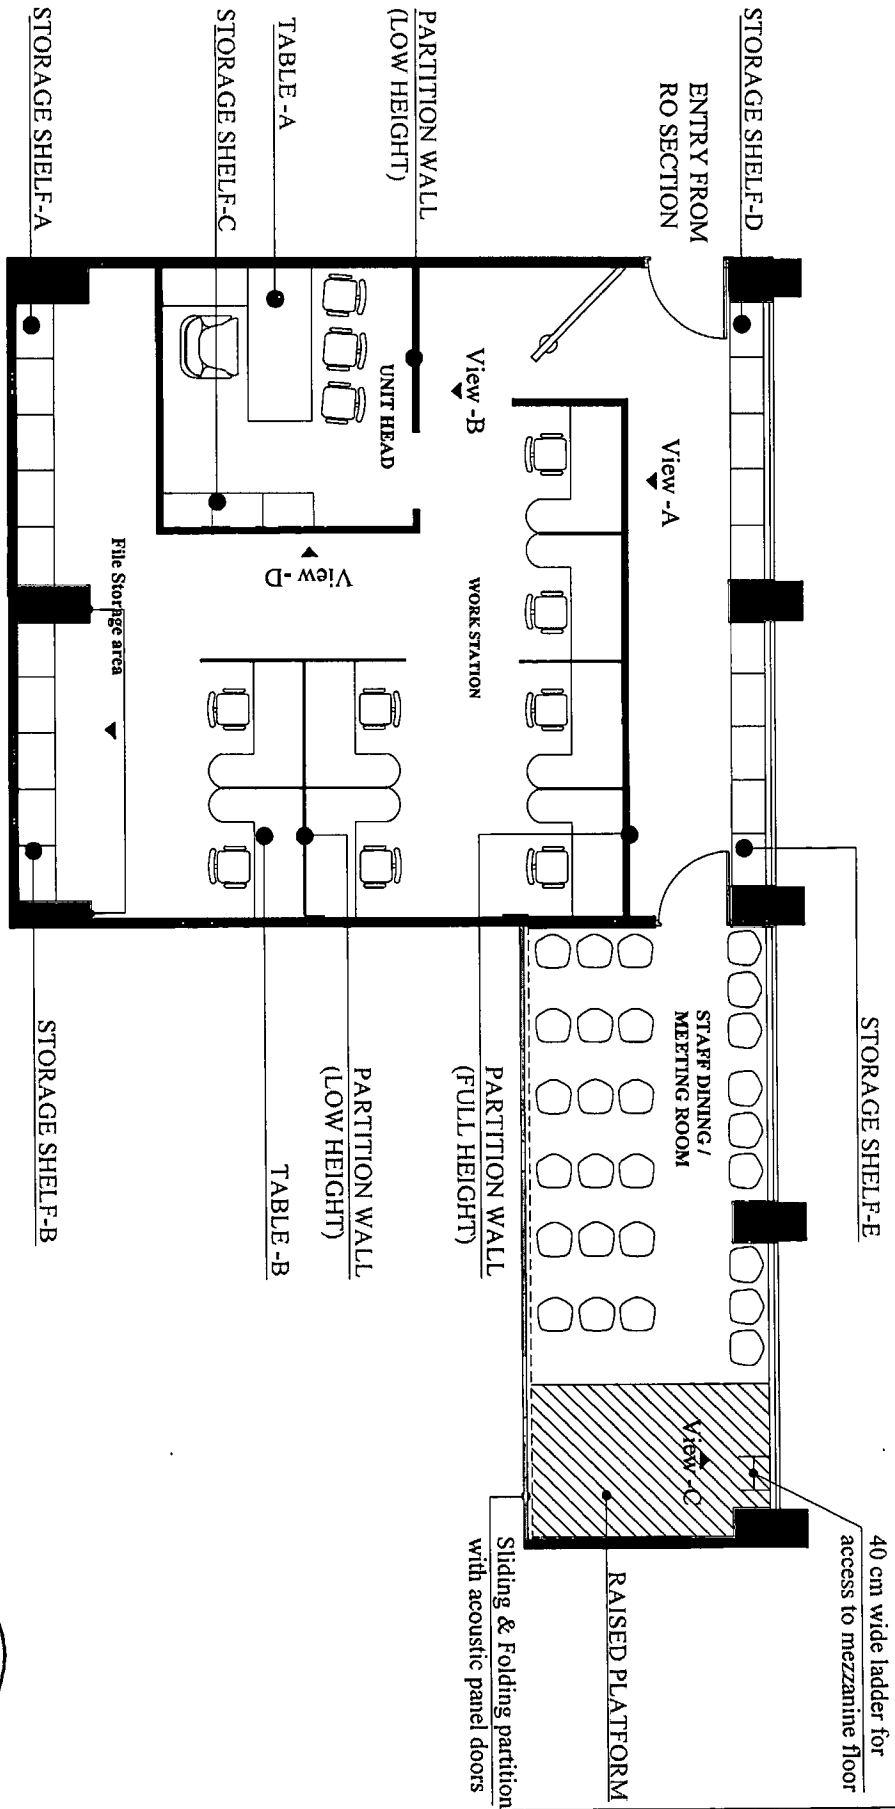 STORAGE SHELF-D
ENTRY FROM
RO SECTION
PARTITION WALL
(LOW HEIGHT)
TABLE -A
STORAGE SHELF-C
STORAGE SHELF-A
View -A
View -B
UNIT HEAD
View -D
WORK STATION
File Storage area
STAFF DINING /
MEETING ROOM
View -C
STORAGE SHELF-E
40 cm wide ladder for
access to mezzanine floor
RAISED PLATFORM
Sliding & Folding partition
with acoustic panel doors
PARTITION WALL
(FULL HEIGHT)
PARTITION WALL
(LOW HEIGHT)
TABLE -B
STORAGE SHELF-B